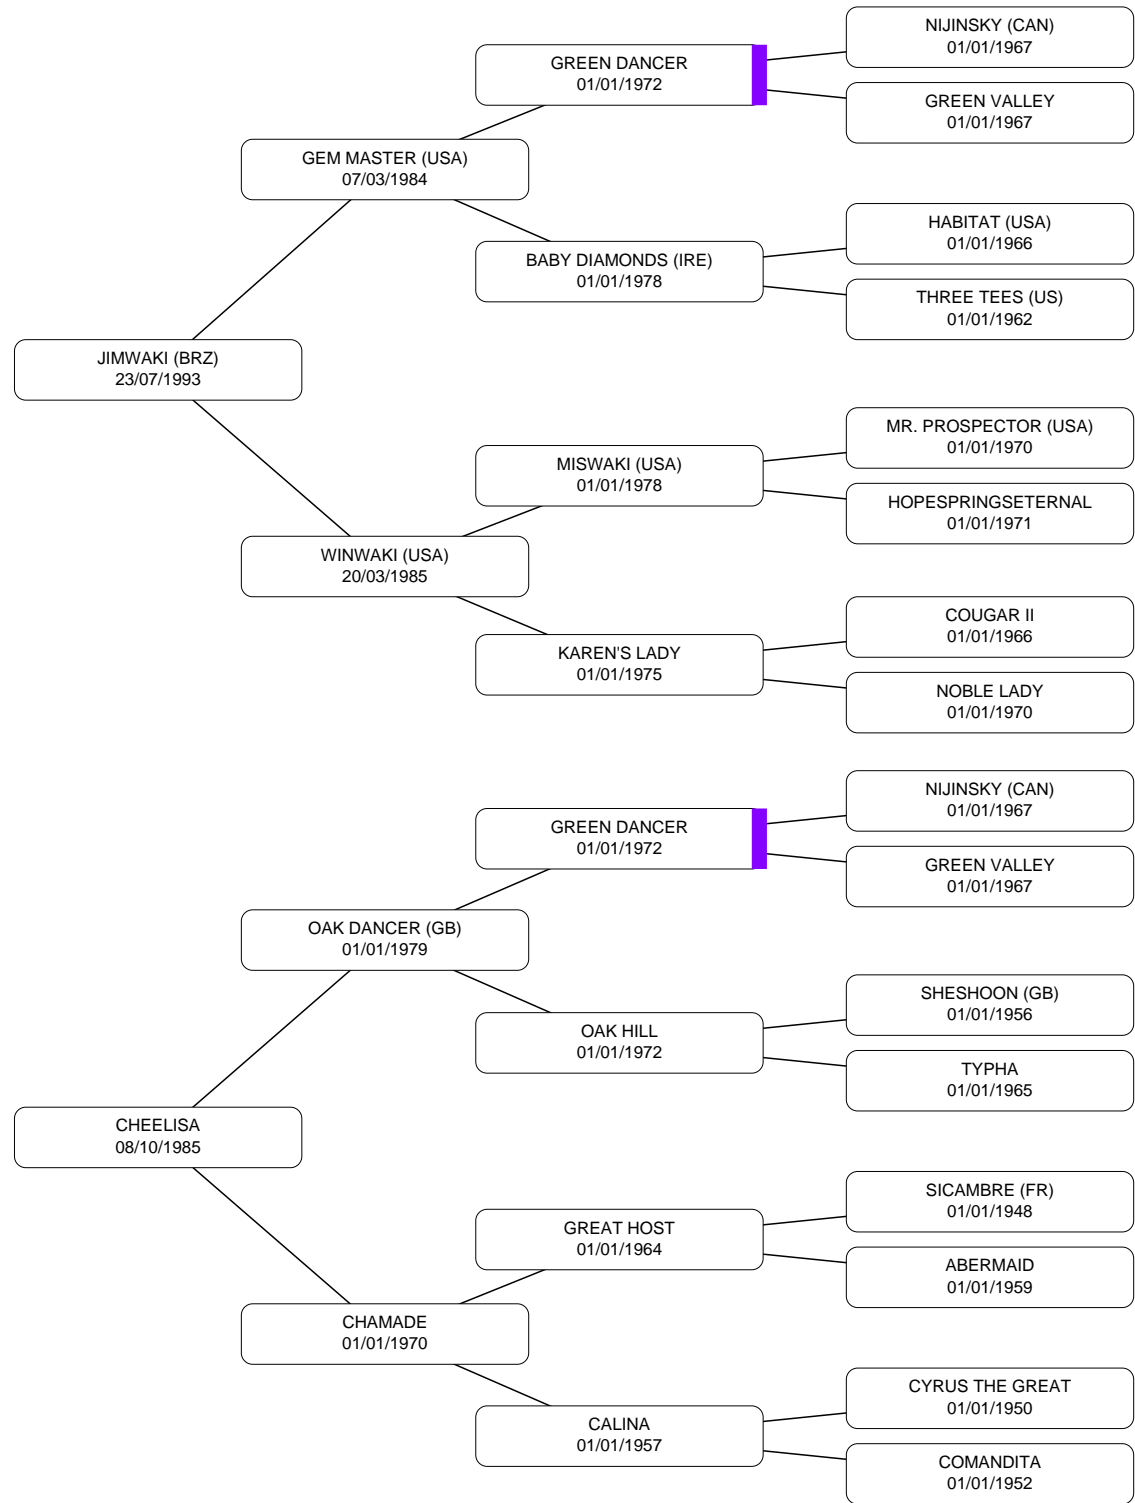 NIJINSKY (CAN)
01/01/1967
GREEN DANCER
01/01/1972
GREEN VALLEY
01/01/1967
GEM MASTER (USA)
07/03/1984
HABITAT (USA)
01/01/1966
BABY DIAMONDS (IRE)
01/01/1978
THREE TEES (US)
01/01/1962
JIMWAKI (BRZ)
23/07/1993
MR. PROSPECTOR (USA)
01/01/1970
MISWAKI (USA)
01/01/1978
HOPESPRINGSETERNAL
01/01/1971
WINWAKI (USA)
20/03/1985
COUGAR II
01/01/1966
KAREN'S LADY
01/01/1975
NOBLE LADY
01/01/1970
NIJINSKY (CAN)
01/01/1967
GREEN DANCER
01/01/1972
GREEN VALLEY
01/01/1967
OAK DANCER (GB)
01/01/1979
SHESHOON (GB)
01/01/1956
OAK HILL
01/01/1972
TYPHA
01/01/1965
CHEELISA
08/10/1985
SICAMBRE (FR)
01/01/1948
GREAT HOST
01/01/1964
ABERMAID
01/01/1959
CHAMADE
01/01/1970
CYRUS THE GREAT
01/01/1950
CALINA
01/01/1957
COMANDITA
01/01/1952